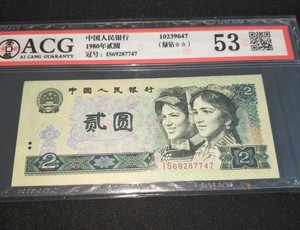 ACG
AI CANG GUARANTY
中国人民银行
1980年贰圆
冠号：IS69287747
10239647
(绿钻☆☆)
53
中国人民银行
2
贰圆
2
2
IS69287747